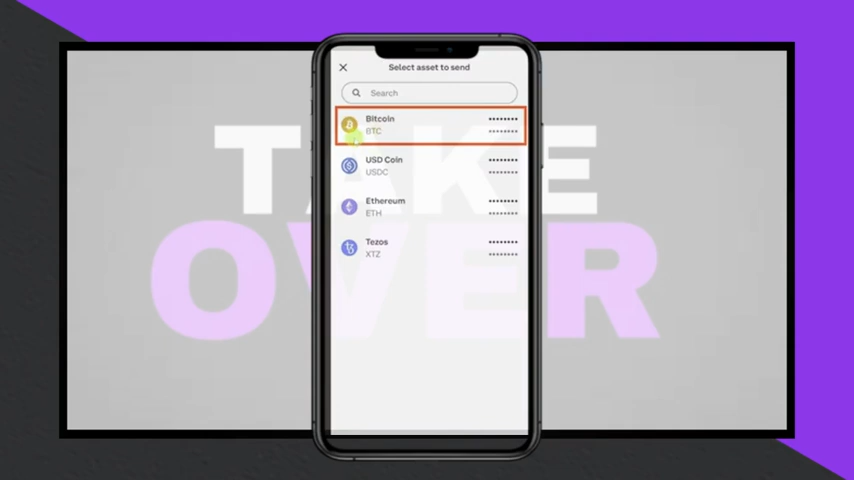 TAKE
OVER
Select asset to send
Search
Bitcoin
BTC
USD Coin
USDC
Ethereum
ETH
Tezos
XTZ